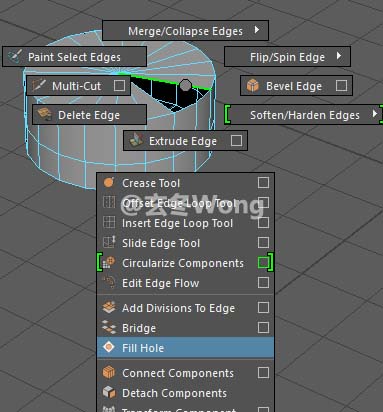 Merge/Collapse Edges
Paint Select Edges
Flip/Spin Edge
Multi-Cut
Bevel Edge
Delete Edge
Soften/Harden Edges
Extrude Edge
Crease Tool
Offset Edge Loop Tool
@玄冬Wong
Insert Edge Loop Tool
Slide Edge Tool
Circularize Components
Edit Edge Flow
Add Divisions To Edge
Bridge
Fill Hole
Connect Components
Detach Components
Transform Component